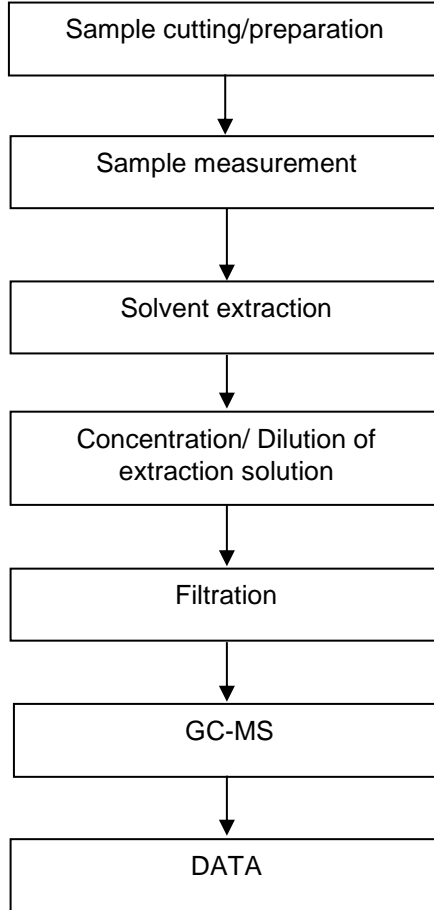 Sample cutting/preparation
Sample measurement
Solvent extraction
Concentration/ Dilution of
extraction solution
Filtration
GC-MS
DATA